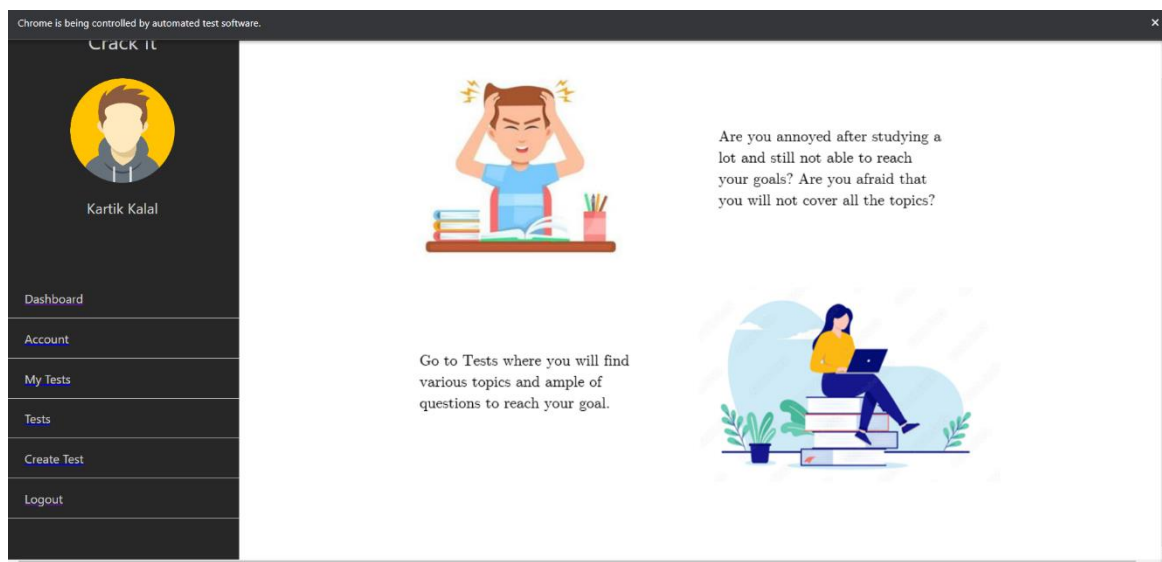 Chrome is being controlled by automated test software.
Crack It
Kartik Kalal
Dashboard
Account
My Tests
Tests
Create Test
Logout
Are you annoyed after studying a
lot and still not able to reach
your goals? Are you afraid that
you will not cover all the topics?
Go to Tests where you will find
various topics and ample of
questions to reach your goal.